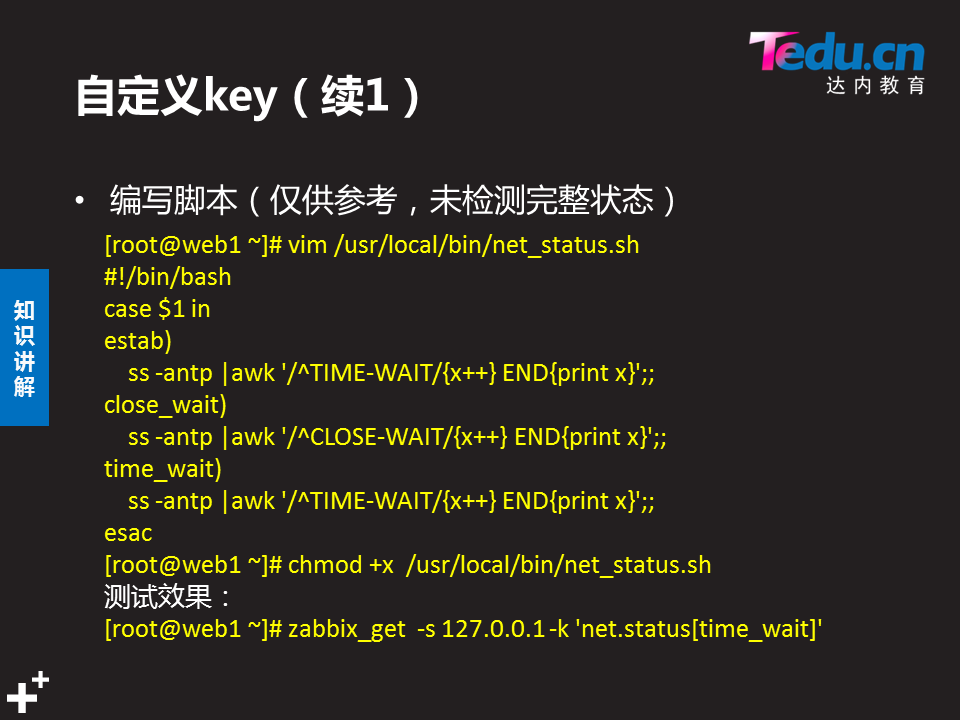 Tedu.cn
达内教育
自定义key（续1）
• 编写脚本（仅供参考，未检测完整状态）
[root@web1 ~]# vim /usr/local/bin/net_status.sh
#!/bin/bash
case $1 in
estab)
ss -antp |awk '/^TIME-WAIT/{x++} END{print x}';;
close_wait)
ss -antp |awk '/^CLOSE-WAIT/{x++} END{print x}';;
time_wait)
ss -antp |awk '/^TIME-WAIT/{x++} END{print x}';;
esac
[root@web1 ~]# chmod +x  /usr/local/bin/net_status.sh
测试效果：
[root@web1 ~]# zabbix_get  -s 127.0.0.1 -k 'net.status[time_wait]'
知识讲解